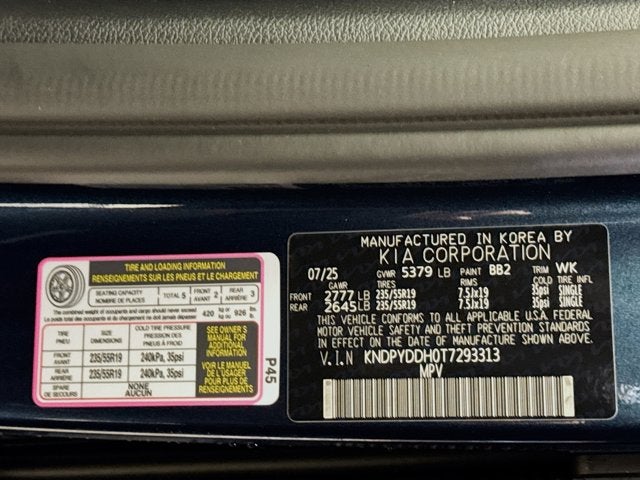 TIRE AND LOADING INFORMATION
RENSEIGNEMENTS SUR LES PNEUS ET LE CHARGEMENT
SEATING CAPACITY
NOMBRE DE PLACES
TOTAL 5
FRONT
AVANT 2
REAR
ARRIÈRE 3
The combined weight of occupants and cargo should never exceed
420 kg or 926 lbs.
TIRE
PNEU
SIZE
DIMENSIONS
COLD TIRE PRESSURE
PRESSION DES
PNEUS À FROID
SEE OWNER'S
MANUAL FOR
ADDITIONAL
INFORMATION
FRONT
AVANT
235/55R19
240kPa, 35psi
REAR
ARRIÈRE
235/55R19
240kPa, 35psi
VOIR LE MANUEL
DE L'USAGER
POUR PLUS DE
RENSEIGNEMENTS
SPARE
DE SECOURS
NONE
AUCUN
P45
MANUFACTURED IN KOREA BY
KIA CORPORATION
07/25 GVWR 5379 LB PAINT BB2 TRIM WK
GAWR TIRES RIMS COLD TIRE INFL
FRONT 2777 LB 235/55R19 7.5Jx19 35psi SINGLE
REAR 2645 LB 235/55R19 7.5Jx19 35psi SINGLE
THIS VEHICLE CONFORMS TO ALL APPLICABLE U.S.A. FEDERAL
MOTOR VEHICLE SAFETY AND THEFT PREVENTION STANDARDS
IN EFFECT ON THE DATE OF MANUFACTURE SHOWN ABOVE.
V.I.N KNDPYDDH0T7293313
MPV